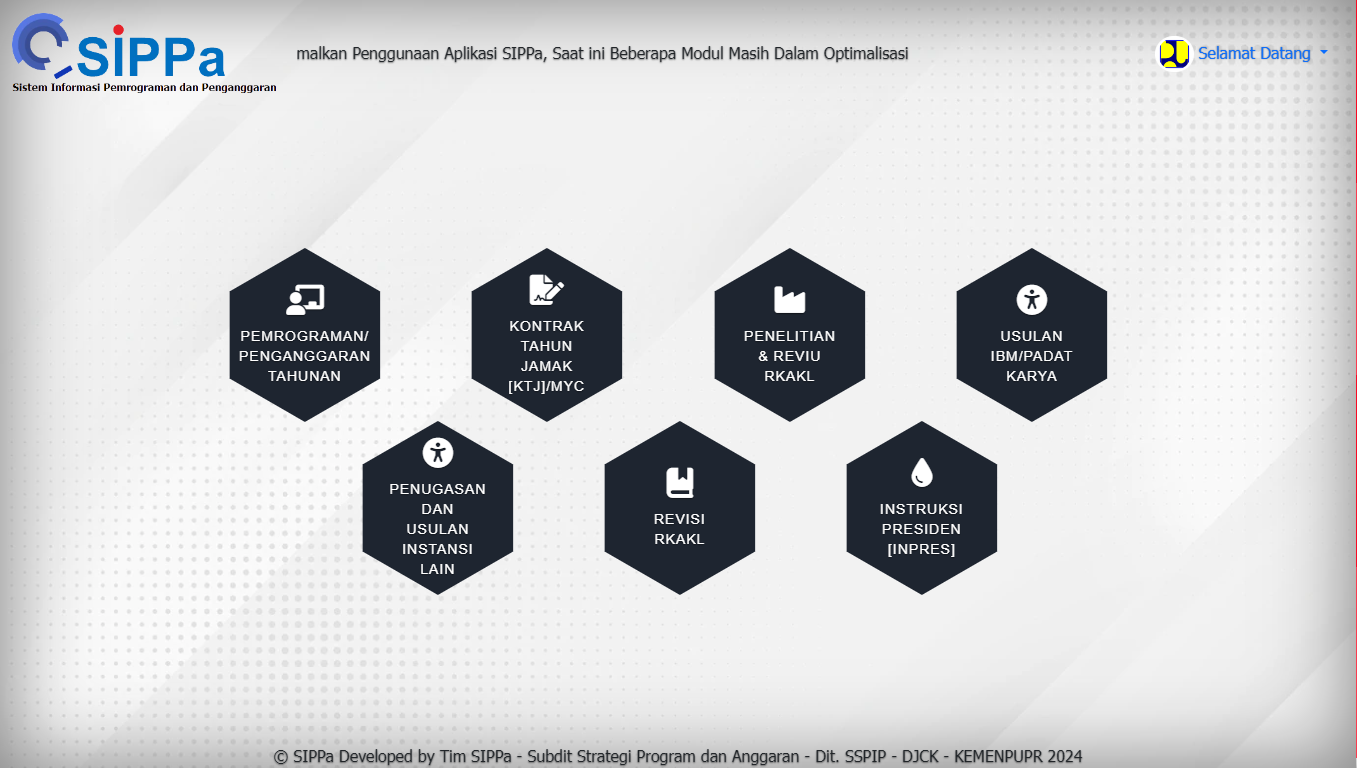 SIPPa
Sistem Informasi Pemrograman dan Penganggaran
malkan Penggunaan Aplikasi SIPPa, Saat ini Beberapa Modul Masih Dalam Optimalisasi
Selamat Datang
PEMROGRAMAN/
PENGANGGARAN
TAHUNAN
KONTRAK
TAHUN
JAMAK
[KTJ]/MYC
PENELITIAN
& REVIU
RKAKL
USULAN
IBM/PADAT
KARYA
PENUGASAN
DAN
USULAN
INSTANSI
LAIN
REVISI
RKAKL
INSTRUKSI
PRESIDEN
[INPRES]
© SIPPa Developed by Tim SIPPa - Subdit Strategi Program dan Anggaran - Dit. SSPIP - DJCK - KEMENPUPR 2024